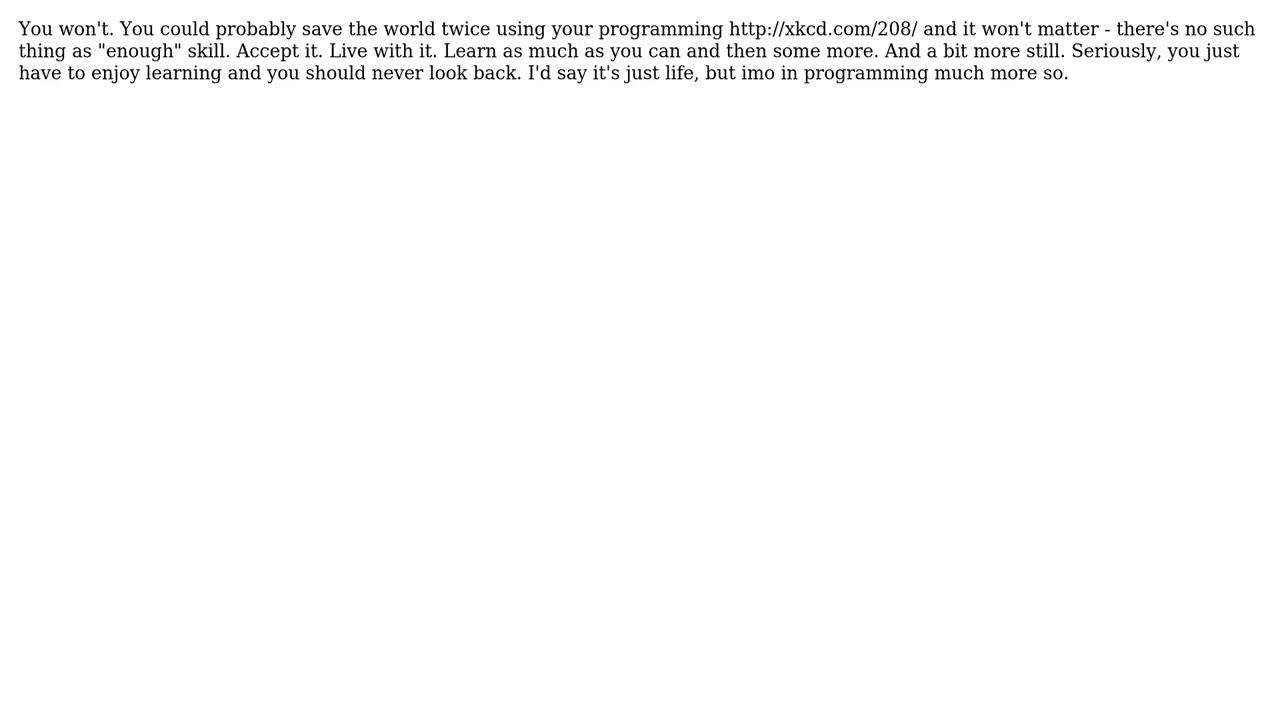 You won't. You could probably save the world twice using your programming http://xkcd.com/208/ and it won't matter - there's no such
thing as "enough" skill. Accept it. Live with it. Learn as much as you can and then some more. And a bit more still. Seriously, you just
have to enjoy learning and you should never look back. I'd say it's just life, but imo in programming much more so.